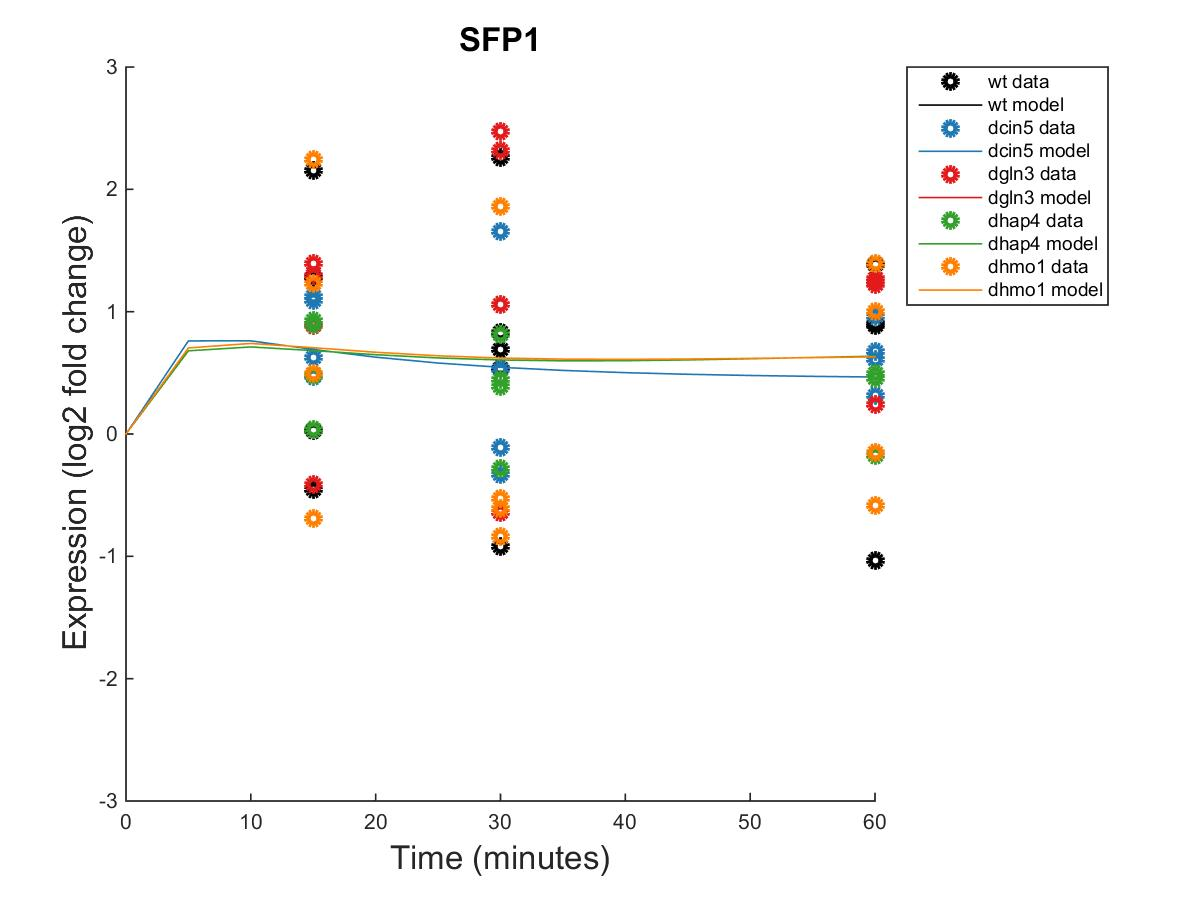 SFP1
3
2
1
0
-1
-2
-3
Expression (log2 fold change)
0 10 20 30 40 50 60
Time (minutes)
wt data
wt model
dcin5 data
dcin5 model
dgln3 data
dgln3 model
dhap4 data
dhap4 model
dhmo1 data
dhmo1 model